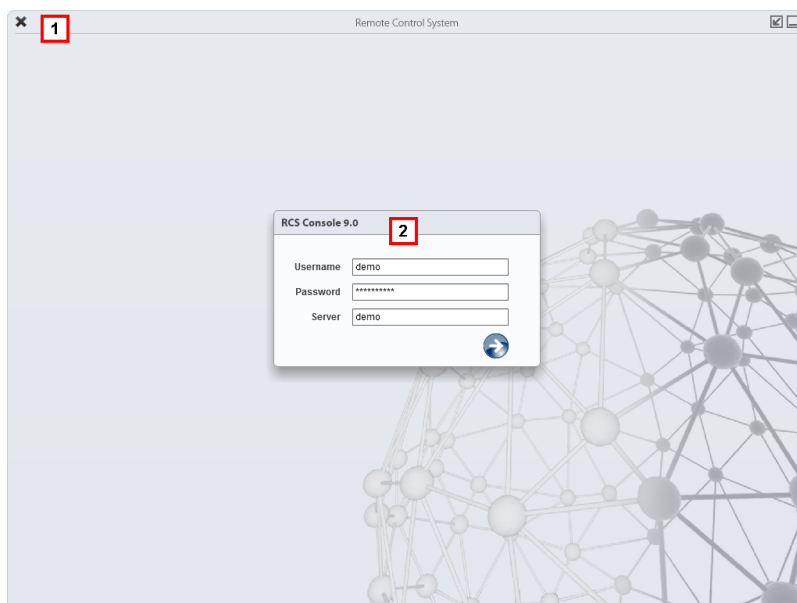 1
Remote Control System
RCS Console 9.0
2
Username demo
Password **********
Server demo